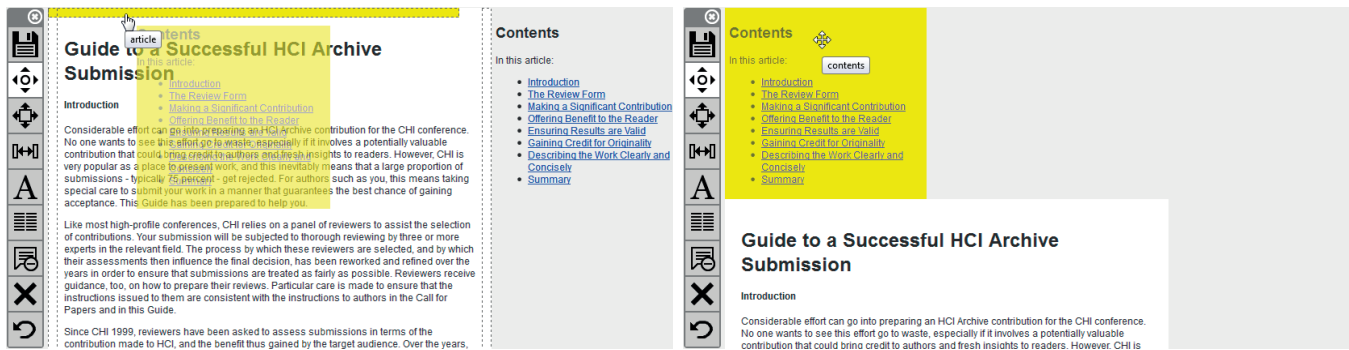 article
Contents
Guide to a Successful HCI Archive
Submission
In this article:
Introduction
The Review Form
Making a Significant Contribution
Offering Benefit to the Reader
Ensuring Results are Valid
Gaining Credit for Originality
Describing the Work Clearly and
Concisely
Summary
Introduction
Considerable effort can go into preparing an HCI Archive contribution for the CHI conference.
No one wants to see this effort go to waste, especially if it involves a potentially valuable
contribution that could bring credit to authors and fresh insights to readers. However, CHI is
very popular as a place to present work, and this inevitably means that a large proportion of
submissions - typically 75 percent - get rejected. For authors such as you, this means taking
special care to submit your work in a manner that guarantees the best chance of gaining
acceptance. This Guide has been prepared to help you.
Like most high-profile conferences, CHI relies on a panel of reviewers to assist the selection
of contributions. Your submission will be subjected to thorough reviewing by three or more
experts in the relevant field. The process by which these reviewers are selected, and by which
their assessments then influence the final decision, has been reworked and refined over the
years in order to ensure that submissions are treated as fairly as possible. Reviewers receive
guidance, too, on how to prepare their reviews. Particular care is made to ensure that the
instructions issued to them are consistent with the instructions to authors in the Call for
Papers and in this Guide.
Since CHI 1999, reviewers have been asked to assess submissions in terms of the
contribution made to HCI, and the benefit thus gained by the target audience. Over the years,
Contents
In this article:
Introduction
The Review Form
Making a Significant Contribution
Offering Benefit to the Reader
Ensuring Results are Valid
Gaining Credit for Originality
Describing the Work Clearly and
Concisely
Summary
A
Contents
In this article:
contents
Introduction
The Review Form
Making a Significant Contribution
Offering Benefit to the Reader
Ensuring Results are Valid
Gaining Credit for Originality
Describing the Work Clearly and
Concisely
Summary
A
Guide to a Successful HCI Archive
Submission
Introduction
Considerable effort can go into preparing an HCI Archive contribution for the CHI conference.
No one wants to see this effort go to waste, especially if it involves a potentially valuable
contribution that could bring credit to authors and fresh insights to readers. However, CHI is